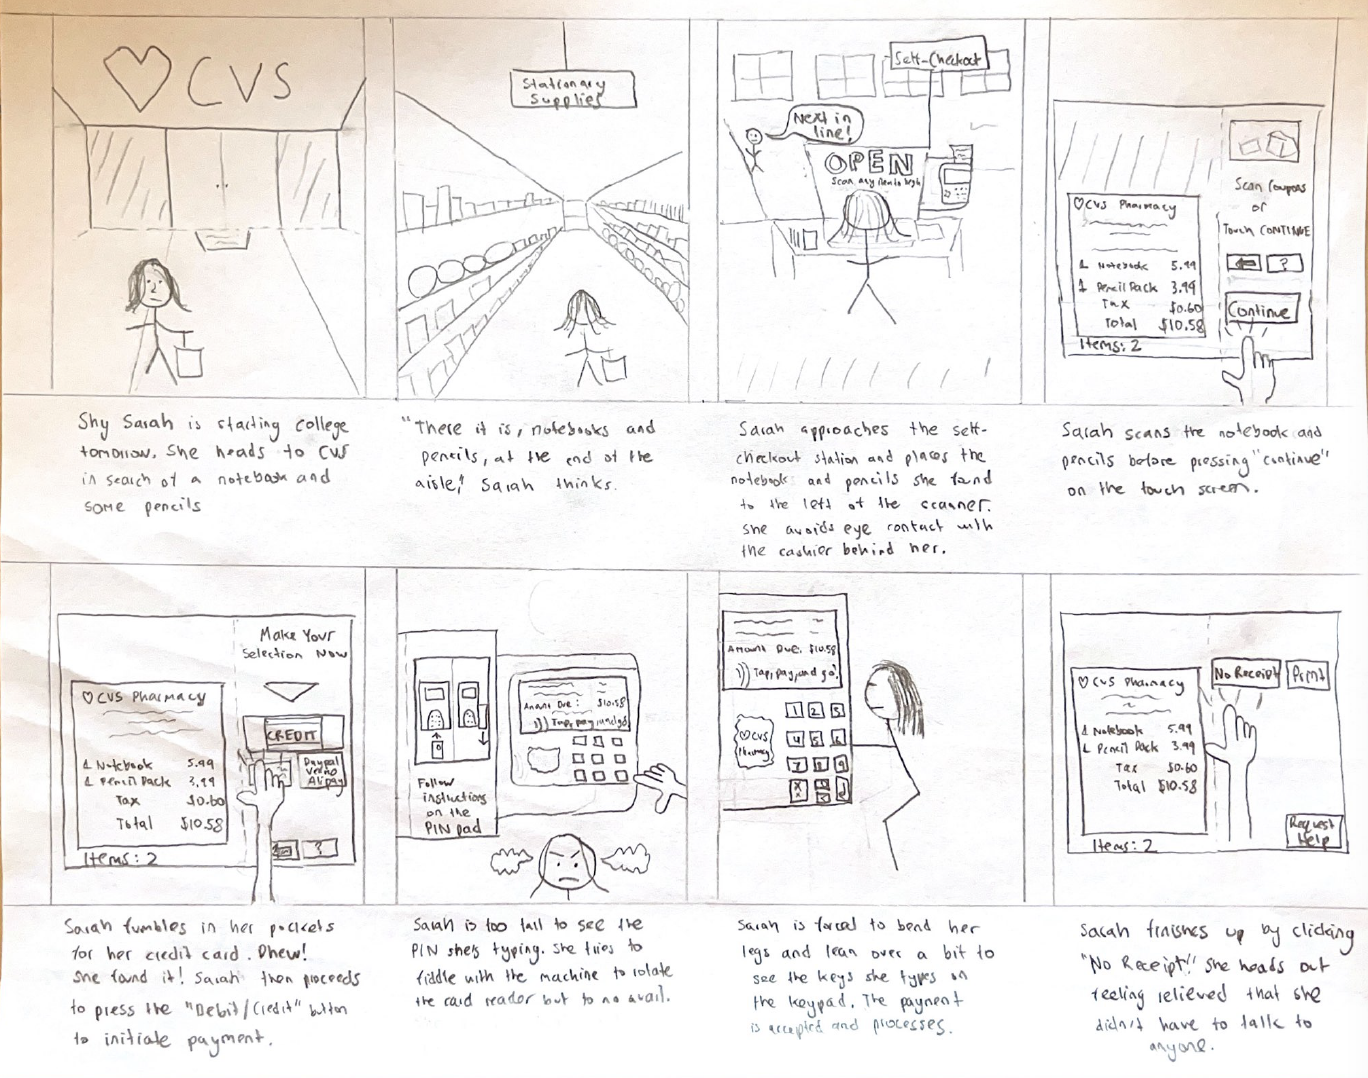 CVS
Stationary
Supplies
Self-Checkout
Next in
line!
OPEN
Scan any item to begin
Scan Coupons
or
Touch CONTINUE
?
Continue
CVS Pharmacy
1 Notebook 5.99
1 Pencil Pack 3.99
Tax $0.60
Total $10.58
Items: 2
Shy Sarah is starting college
tomorrow. She heads to CVS
in search of a notebook and
some pencils
"There it is, notebooks and
pencils, at the end of the
aisle," Sarah thinks.
Sarah approaches the self-
checkout station and places the
notebook and pencils she found
to the left of the scanner.
She avoids eye contact with
the cashier behind her.
Sarah scans the notebook and
pencils before pressing "continue"
on the touch screen.
Make Your
Selection Now
CREDIT
Paypal
Venmo
Alipay
?
CVS Pharmacy
1 Notebook 5.99
1 Pencil Pack 3.99
Tax $0.60
Total $10.58
Items: 2
Follow
instructions
on the
PIN pad
Amount Due: $10.58
Tap, pay, and go!
Amount Due: $10.58
Tap, pay, and go!
CVS
Pharmacy
1 2 3
4 5 6
7 8 9
No Receipt
Print
CVS Pharmacy
1 Notebook 5.99
1 Pencil Pack 3.99
Tax $0.60
Total $10.58
Items: 2
Request
Help
Sarah fumbles in her pockets
for her credit card. Phew!
She found it! Sarah then proceeds
to press the "Debit/Credit" button
to initiate payment.
Sarah is too tall to see the
PIN she's typing. She tries to
fiddle with the machine to rotate
the card reader but to no avail.
Sarah is forced to bend her
legs and lean over a bit to
see the keys she types on
the keypad. The payment
is accepted and processes.
Sarah finishes up by clicking
"No Receipt". She heads out
feeling relieved that she
didn't have to talk to
anyone.